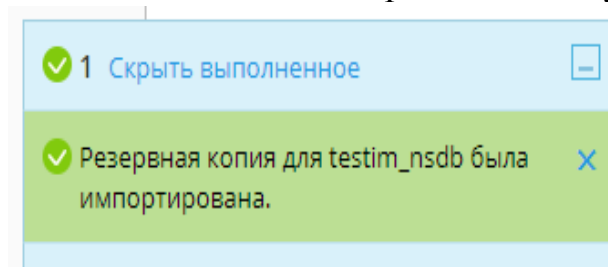 1 Скрыть выполненное
Резервная копия для testim_nsdb была
импортирована.